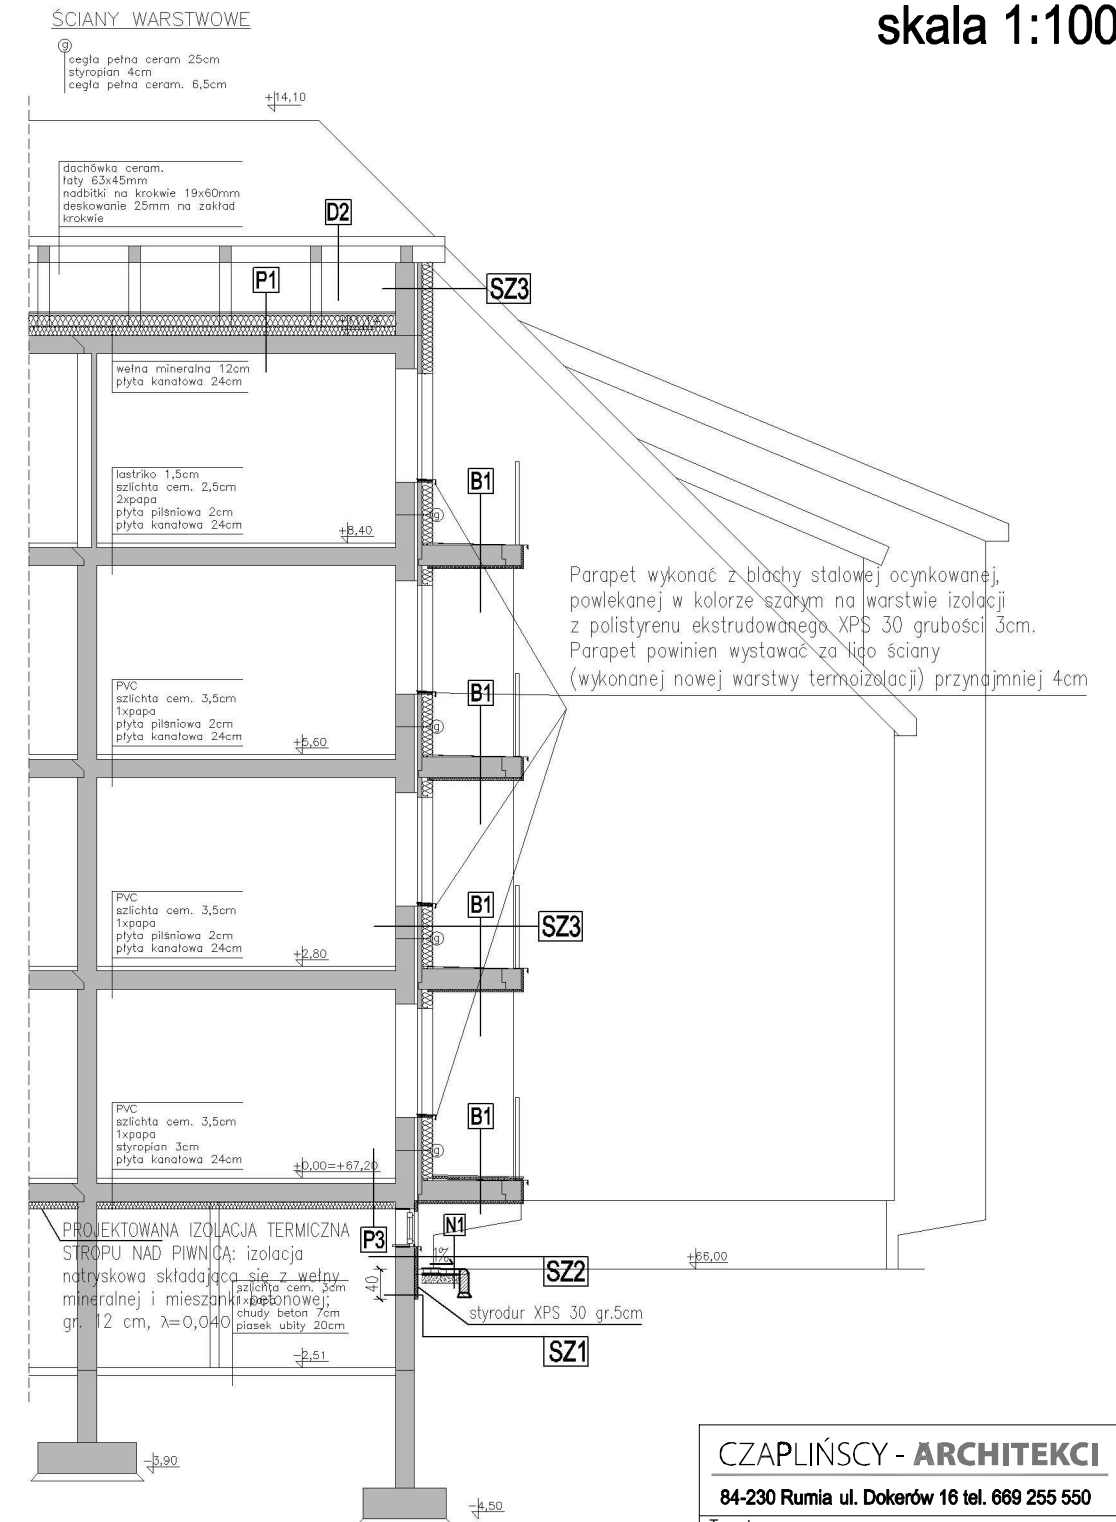 ŚCIANY WARSTWOWE
skala 1:100
g
cegła pełna ceram 25cm
styropian 4cm
cegła pełna ceram. 6,5cm
+14,10
dachówka ceram.
łaty 63x45mm
nadbitki na krokwie 19x60mm
deskowanie 25mm na zakład
krokwie
D2
P1
SZ3
wełna mineralna 12cm
płyta kanałowa 24cm
lastriko 1,5cm
szlichta cem. 2,5cm
2xpapa
płyta pilśniowa 2cm
płyta kanałowa 24cm
B1
g
+8,40
Parapet wykonać z blachy stalowej ocynkowanej,
powlekanej w kolorze szarym na warstwie izolacji
z polistyrenu ekstrudowanego XPS 30 grubości 3cm.
Parapet powinien wystawać za lico ściany
(wykonanej nowej warstwy termoizolacji) przynajmniej 4cm
PVC
szlichta cem. 3,5cm
1xpapa
płyta pilśniowa 2cm
płyta kanałowa 24cm
B1
g
+5,60
PVC
szlichta cem. 3,5cm
1xpapa
płyta pilśniowa 2cm
płyta kanałowa 24cm
B1
SZ3
g
+2,80
PVC
szlichta cem. 3,5cm
1xpapa
styropian 3cm
płyta kanałowa 24cm
B1
g
+0,00=+67,20
PROJEKTOWANA IZOLACJA TERMICZNA
STROPU NAD PIWNICĄ: izolacja
natryskowa składająca się z wełny
mineralnej i mieszanki betonowej;
gr. 12 cm, λ=0,040
P3
N1
1%
40
+66,00
SZ2
szlichta cem. 3cm
1xpapa
chudy beton 7cm
piasek ubity 20cm
styrodur XPS 30 gr.5cm
SZ1
-2,51
-3,90
-4,50
CZAPLIŃSCY - ARCHITEKCI
84-230 Rumia ul. Dokerów 16 tel. 669 255 550